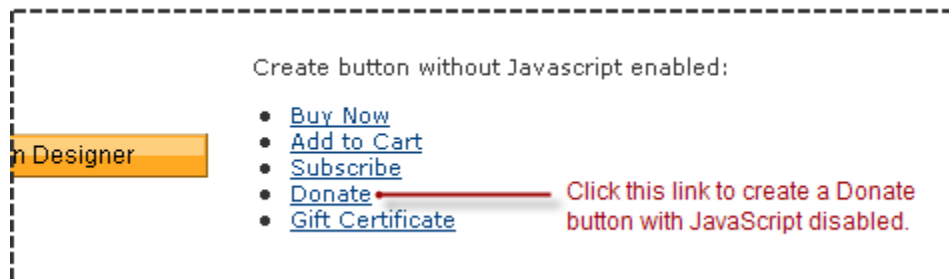 Create button without Javascript enabled:
Buy Now
Add to Cart
n Designer
Subscribe
Donate
Click this link to create a Donate
button with JavaScript disabled.
Gift Certificate